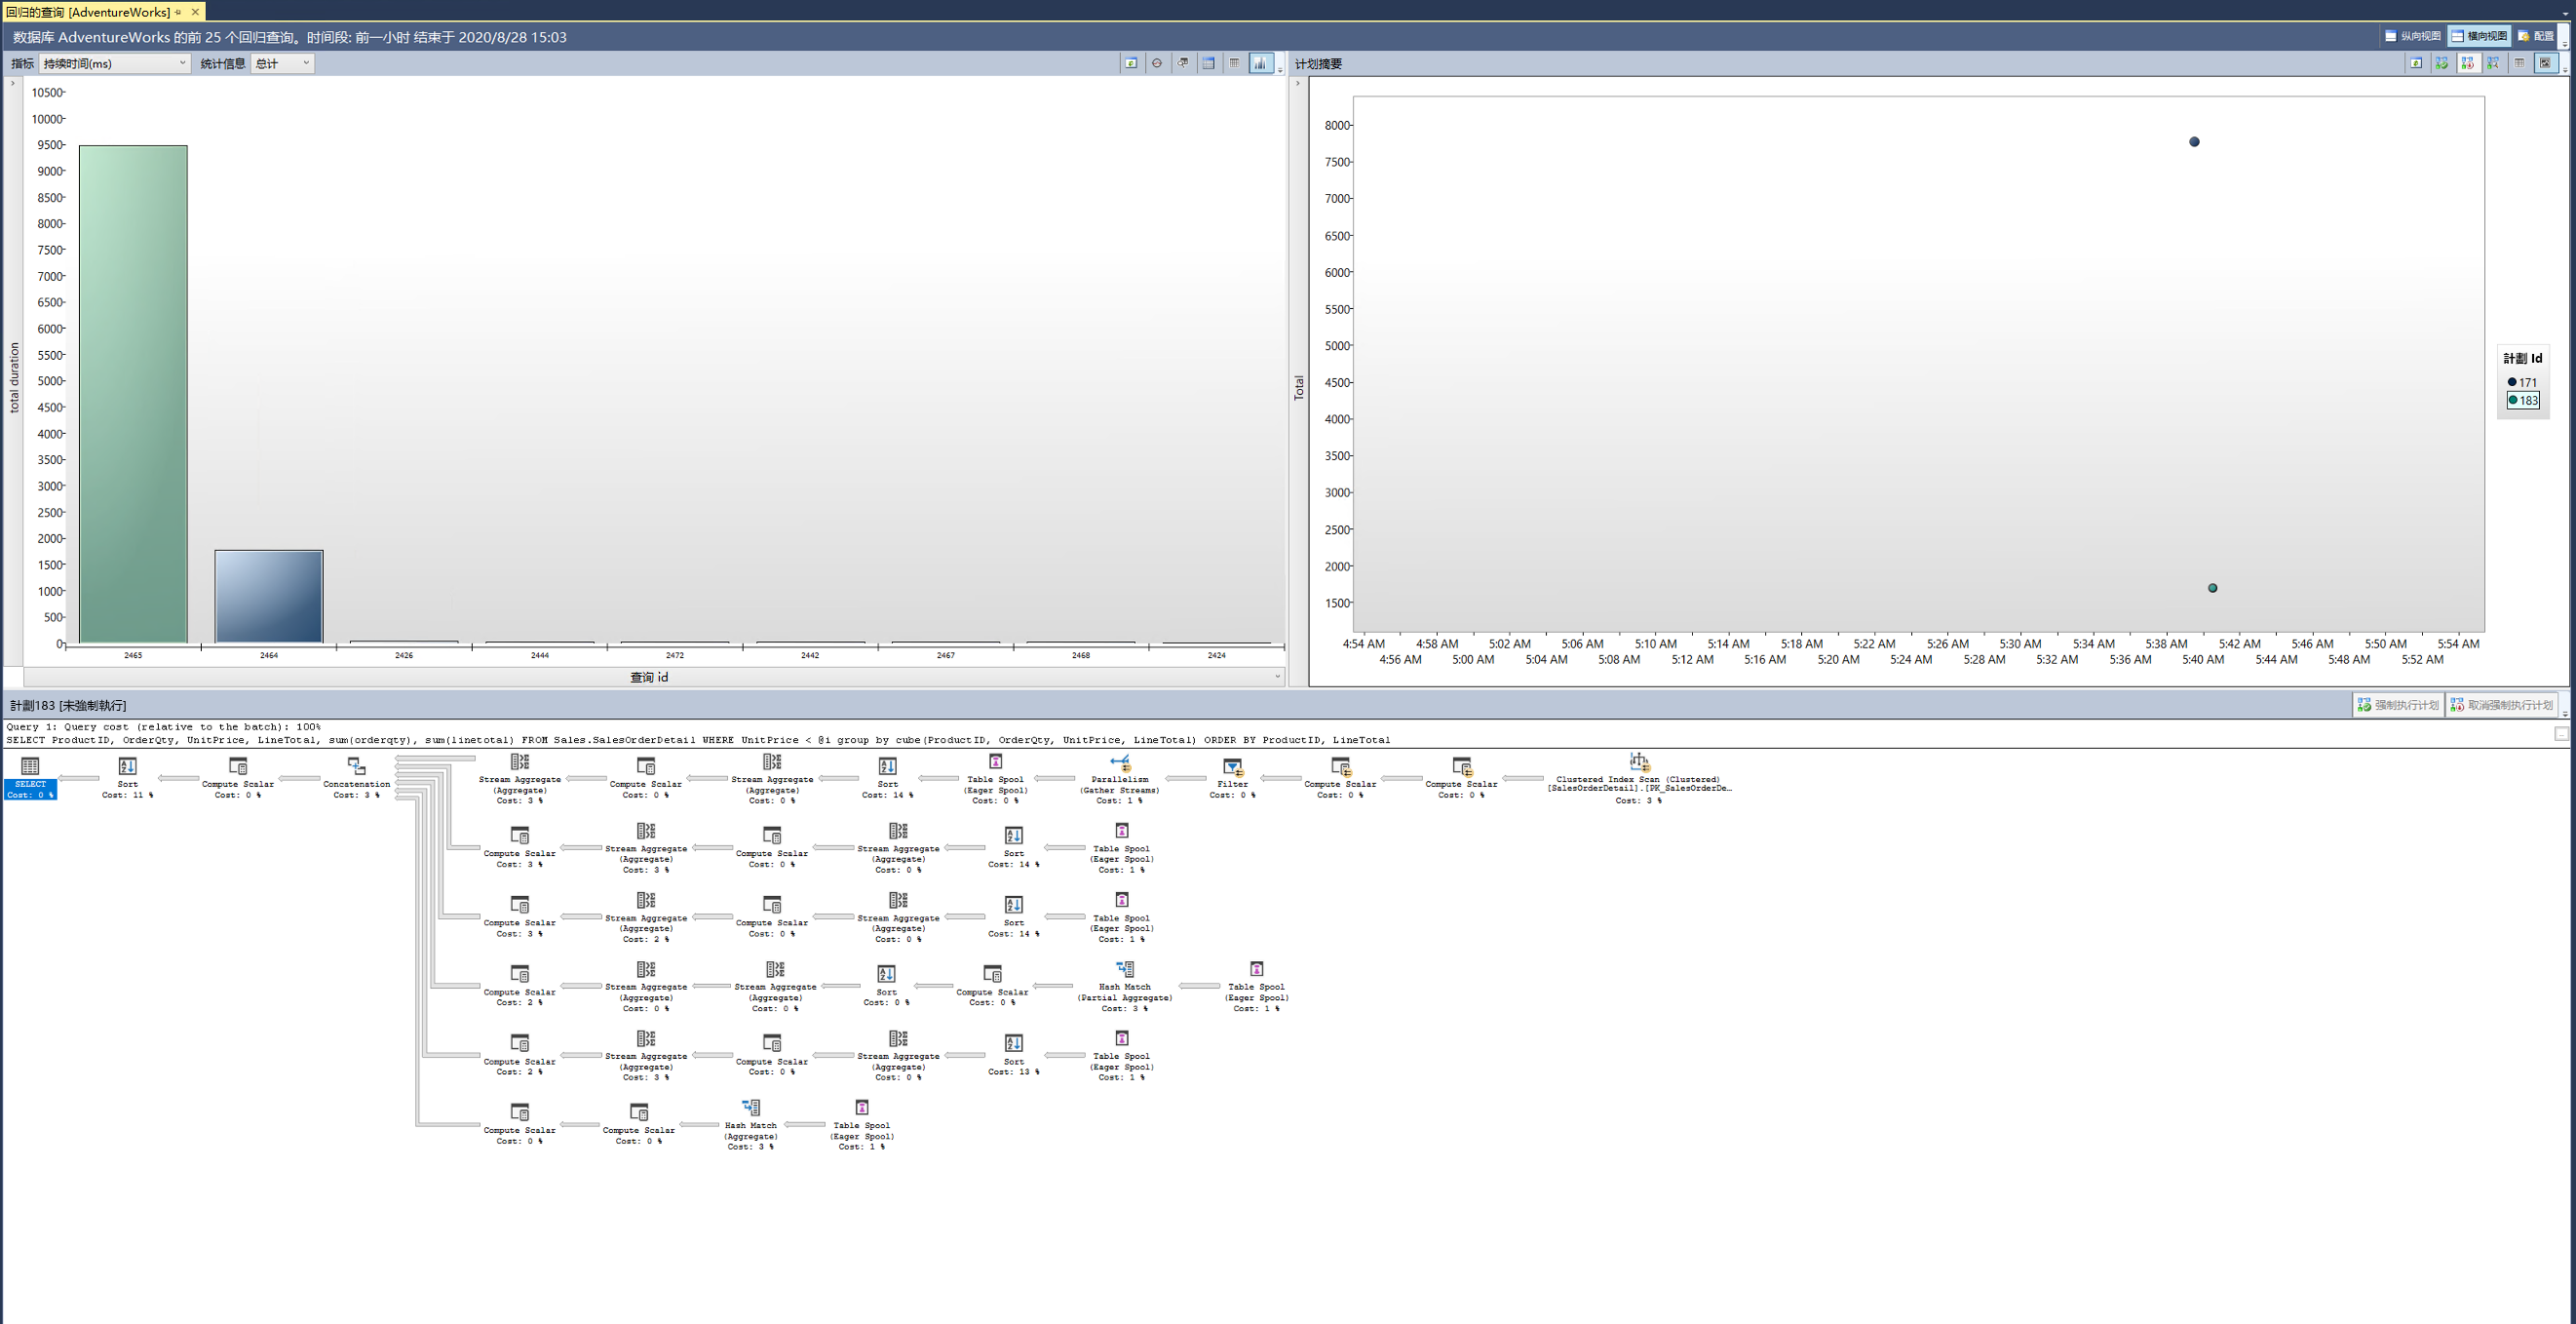 回归的查询 [AdventureWorks]
数据库 AdventureWorks 的前 25 个回归查询。时间段: 前一小时 结束于 2020/8/28 15:03
纵向视图 横向视图 配置
指标 持续时间(ms) 统计信息 总计
计划摘要
10500
10000
9500
9000
8500
8000
7500
7000
6500
6000
5500
5000
4500
4000
3500
3000
2500
2000
1500
1000
500
0
total duration
2465 2464 2426 2444 2472 2442 2467 2468 2424
查询 id
8000
7500
7000
6500
6000
5500
5000
4500
4000
3500
3000
2500
2000
1500
Total
4:54 AM 4:58 AM 5:02 AM 5:06 AM 5:10 AM 5:14 AM 5:18 AM 5:22 AM 5:26 AM 5:30 AM 5:34 AM 5:38 AM 5:42 AM 5:46 AM 5:50 AM 5:54 AM
4:56 AM 5:00 AM 5:04 AM 5:08 AM 5:12 AM 5:16 AM 5:20 AM 5:24 AM 5:28 AM 5:32 AM 5:36 AM 5:40 AM 5:44 AM 5:48 AM 5:52 AM
計劃 Id
171
183
計劃183 [未強制執行]
强制执行计划 取消强制执行计划
Query 1: Query cost (relative to the batch): 100%
SELECT ProductID, OrderQty, UnitPrice, LineTotal, sum(orderqty), sum(linetotal) FROM Sales.SalesOrderDetail WHERE UnitPrice < @i group by cube(ProductID, OrderQty, UnitPrice, LineTotal) ORDER BY ProductID, LineTotal
SELECT
Cost: 0 %
Sort
Cost: 11 %
Compute Scalar
Cost: 0 %
Concatenation
Cost: 3 %
Stream Aggregate
(Aggregate)
Cost: 3 %
Compute Scalar
Cost: 0 %
Stream Aggregate
(Aggregate)
Cost: 0 %
Sort
Cost: 14 %
Table Spool
(Eager Spool)
Cost: 0 %
Parallelism
(Gather Streams)
Cost: 1 %
Filter
Cost: 0 %
Compute Scalar
Cost: 0 %
Compute Scalar
Cost: 0 %
Clustered Index Scan (Clustered)
[SalesOrderDetail].[PK_SalesOrderDe...
Cost: 3 %
Compute Scalar
Cost: 3 %
Stream Aggregate
(Aggregate)
Cost: 3 %
Compute Scalar
Cost: 0 %
Stream Aggregate
(Aggregate)
Cost: 0 %
Sort
Cost: 14 %
Table Spool
(Eager Spool)
Cost: 1 %
Compute Scalar
Cost: 3 %
Stream Aggregate
(Aggregate)
Cost: 2 %
Compute Scalar
Cost: 0 %
Stream Aggregate
(Aggregate)
Cost: 0 %
Sort
Cost: 14 %
Table Spool
(Eager Spool)
Cost: 1 %
Compute Scalar
Cost: 2 %
Stream Aggregate
(Aggregate)
Cost: 0 %
Stream Aggregate
(Aggregate)
Cost: 0 %
Sort
Cost: 0 %
Compute Scalar
Cost: 0 %
Hash Match
(Partial Aggregate)
Cost: 3 %
Table Spool
(Eager Spool)
Cost: 1 %
Compute Scalar
Cost: 2 %
Stream Aggregate
(Aggregate)
Cost: 3 %
Compute Scalar
Cost: 0 %
Stream Aggregate
(Aggregate)
Cost: 0 %
Sort
Cost: 13 %
Table Spool
(Eager Spool)
Cost: 1 %
Compute Scalar
Cost: 0 %
Compute Scalar
Cost: 0 %
Hash Match
(Aggregate)
Cost: 3 %
Table Spool
(Eager Spool)
Cost: 1 %